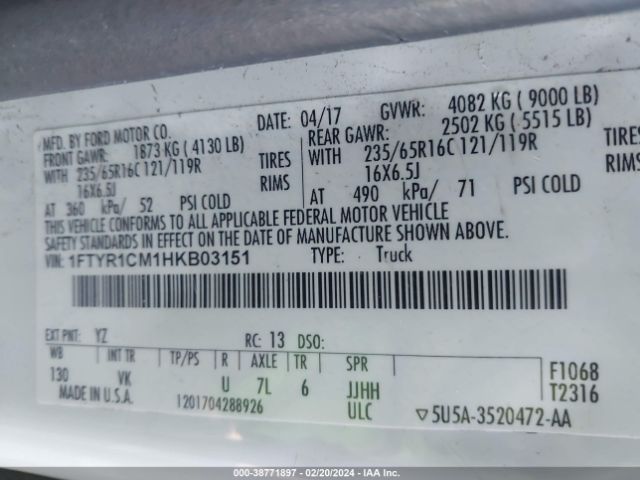 MFD. BY FORD MOTOR CO. DATE: 04/17 GVWR: 4082 KG ( 9000 LB)
FRONT GAWR: 1873 KG ( 4130 LB) REAR GAWR: 2502 KG ( 5515 LB)
WITH 235/65R16C 121/119R TIRES WITH 235/65R16C 121/119R TIRES
16X6.5J RIMS 16X6.5J RIMS
AT 360 kPa/ 52 PSI COLD AT 490 kPa/ 71 PSI COLD
THIS VEHICLE CONFORMS TO ALL APPLICABLE FEDERAL MOTOR VEHICLE
SAFETY STANDARDS IN EFFECT ON THE DATE OF MANUFACTURE SHOWN ABOVE.
VIN: 1FTYR1CM1HKB03151 TYPE: Truck
EXT PNT: YZ RC: 13 DSO:
WB INT TR TP/PS R AXLE TR SPR
130 VK U 7L 6 JJHH
F1068
T2316
MADE IN U.S.A. 1201704288926 ULC ▽5U5A-3520472-AA
000-38771897 - 02/20/2024 - IAA Inc.